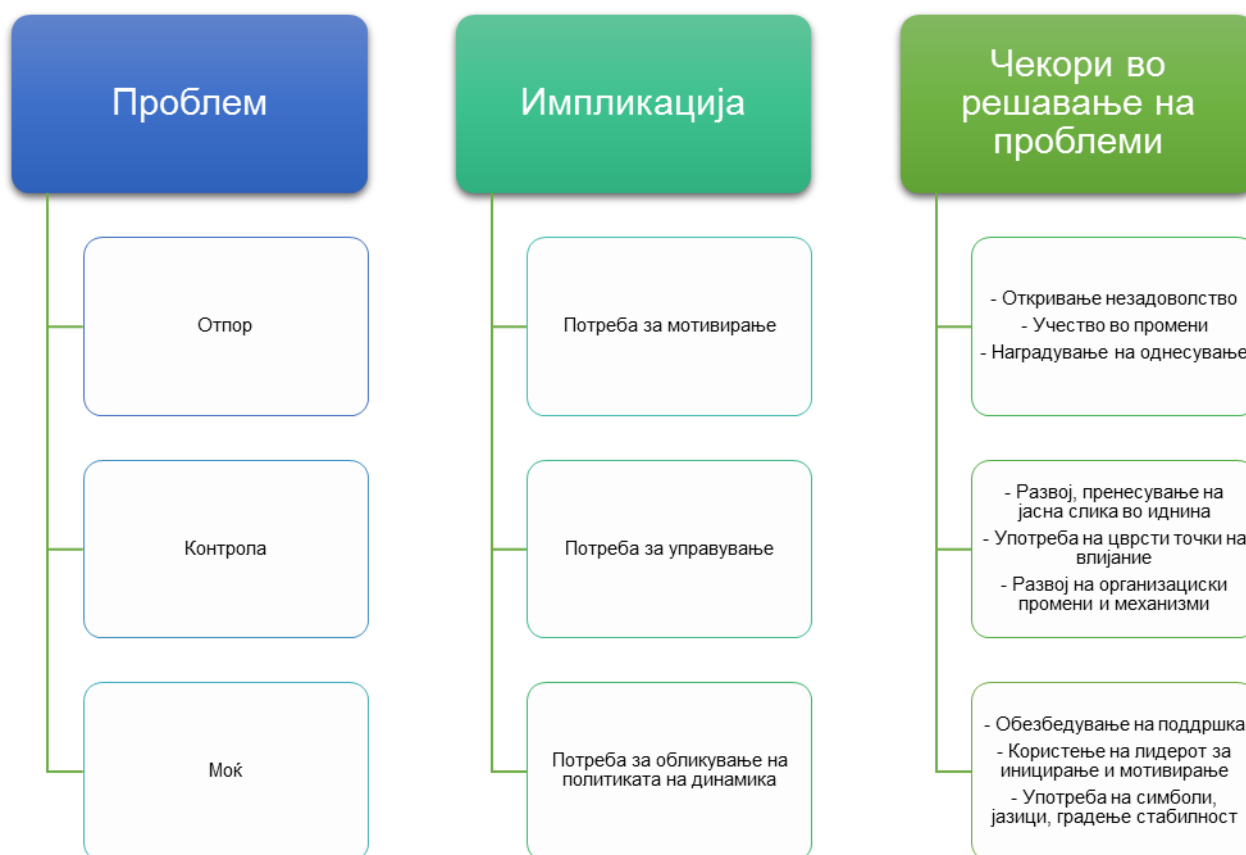 Проблем
Отпор
Контрола
Моќ
Импликација
Потреба за мотивирање
Потреба за управување
Потреба за обликување на
политиката на динамика
Чекори во
решавање на
проблеми
- Откривање незадоволство
- Учество во промени
- Наградување на однесување
- Развој, пренесување на
јасна слика во иднина
- Употреба на цврсти точки на
влијание
- Развој на организациски
промени и механизми
- Обезбедување на поддршка
- Користење на лидерот за
иницирање и мотивирање
- Употреба на симболи,
јазици, градење стабилност